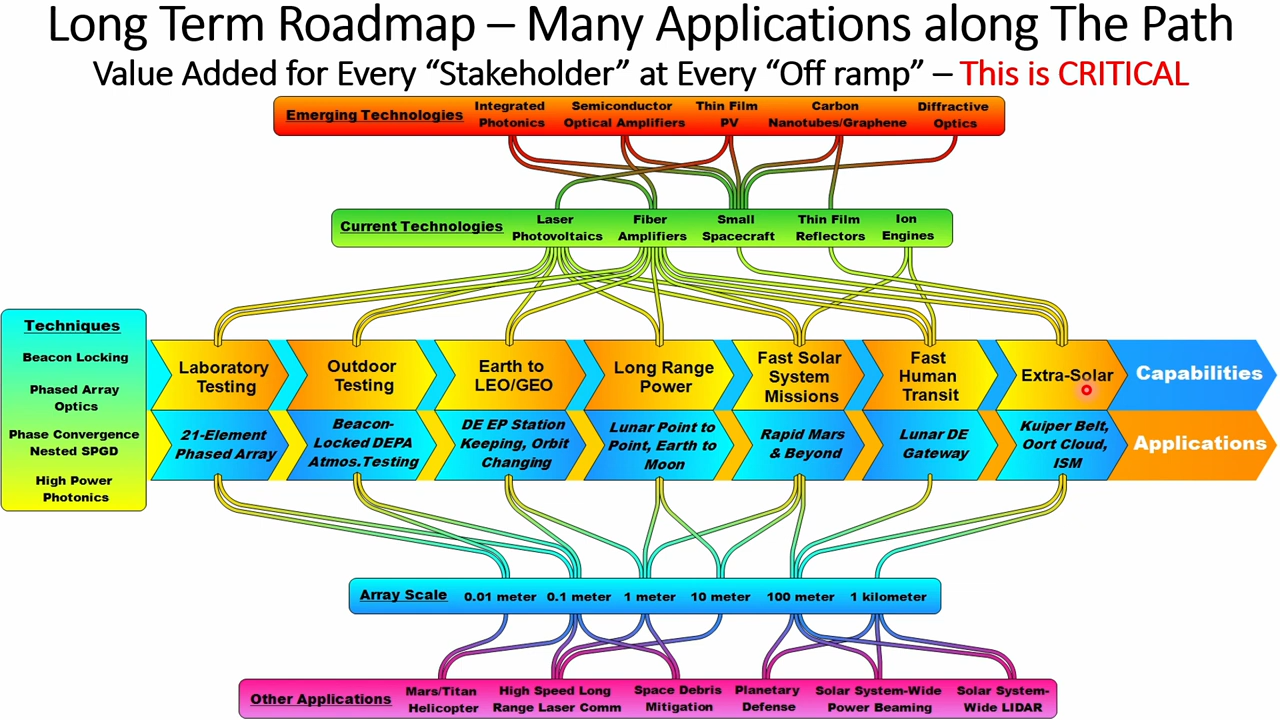 Long Term Roadmap – Many Applications along The Path
Value Added for Every “Stakeholder” at Every “Off ramp” – This is CRITICAL
Emerging Technologies
Integrated
Photonics
Semiconductor
Optical Amplifiers
Thin Film
PV
Carbon
Nanotubes/Graphene
Diffractive
Optics
Current Technologies
Laser
Photovoltaics
Fiber
Amplifiers
Small
Spacecraft
Thin Film
Reflectors
Ion
Engines
Techniques
Beacon Locking
Phased Array
Optics
Phase Convergence
Nested SPGD
High Power
Photonics
Laboratory
Testing
Outdoor
Testing
Earth to
LEO/GEO
Long Range
Power
Fast Solar
System
Missions
Fast
Human
Transit
Extra-Solar
Capabilities
21-Element
Phased Array
Beacon-
Locked DEPA
Atmos.Testing
DE EP Station
Keeping, Orbit
Changing
Lunar Point to
Point, Earth to
Moon
Rapid Mars
& Beyond
Lunar DE
Gateway
Kuiper Belt,
Oort Cloud,
ISM
Applications
Array Scale
0.01 meter
0.1 meter
1 meter
10 meter
100 meter
1 kilometer
Other Applications
Mars/Titan
Helicopter
High Speed Long
Range Laser Comm
Space Debris
Mitigation
Planetary
Defense
Solar System-Wide
Power Beaming
Solar System-
Wide LIDAR